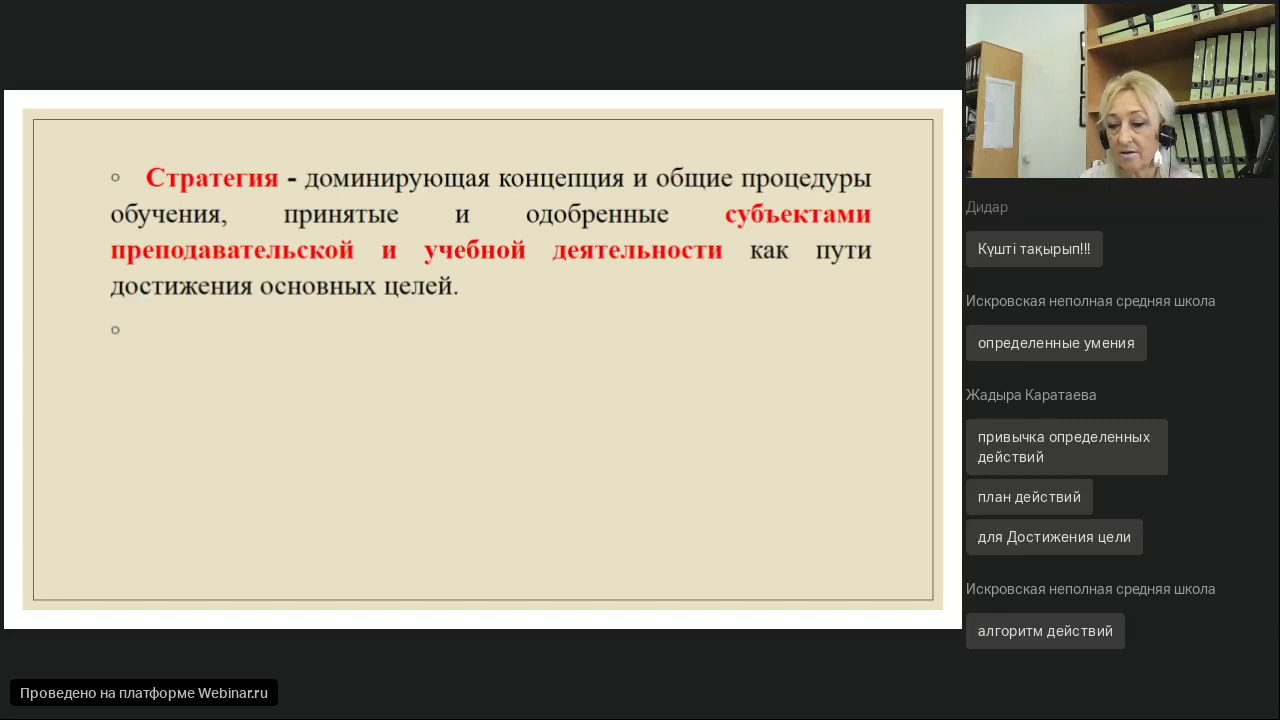 Стратегия - доминирующая концепция и общие процедуры
обучения, принятые и одобренные субъектами
преподавательской и учебной деятельности как пути
достижения основных целей.
Дидар
Күшті тақырып!!!
Искровская неполная средняя школа
определенные умения
Жадыра Каратаева
привычка определенных
действий
план действий
для Достижения цели
Искровская неполная средняя школа
алгоритм действий
Проведено на платформе Webinar.ru